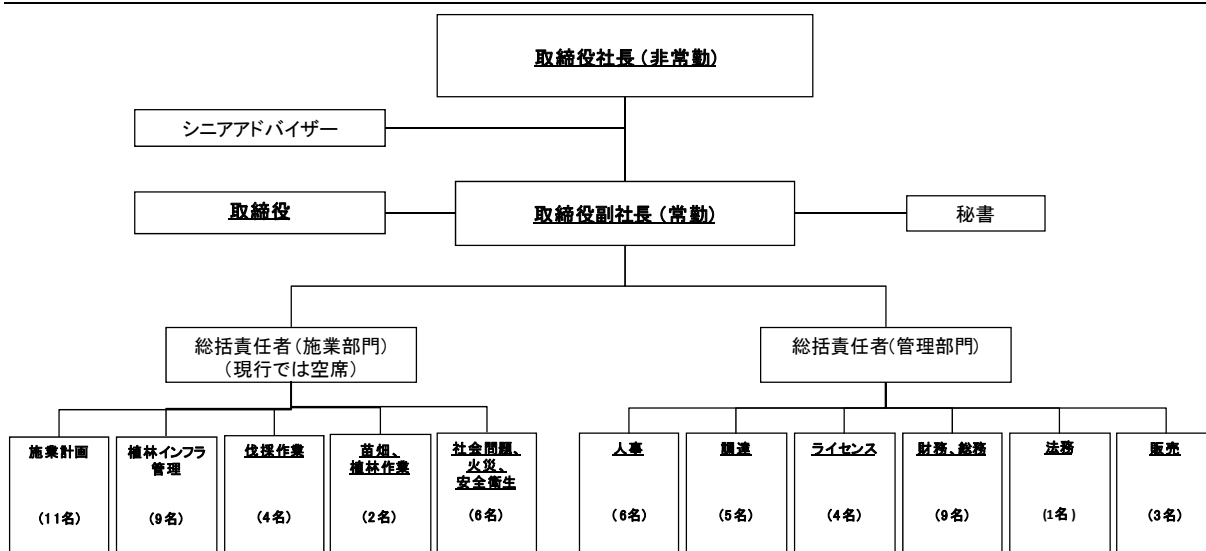 取締役社長（非常勤）
シニアアドバイザー
取締役
取締役副社長（常勤）
秘書
総括責任者（施業部門）
（現行では空席）
総括責任者(管理部門)
施業計画
(11名)
植林インフラ
管理
(9名)
伐採作業
(4名)
苗畑、
植林作業
(2名)
社会問題、
火災、
安全衛生
(6名)
人事
(6名)
調達
(5名)
ライセンス
(4名)
財務、総務
(9名)
法務
(1名)
販売
(3名)